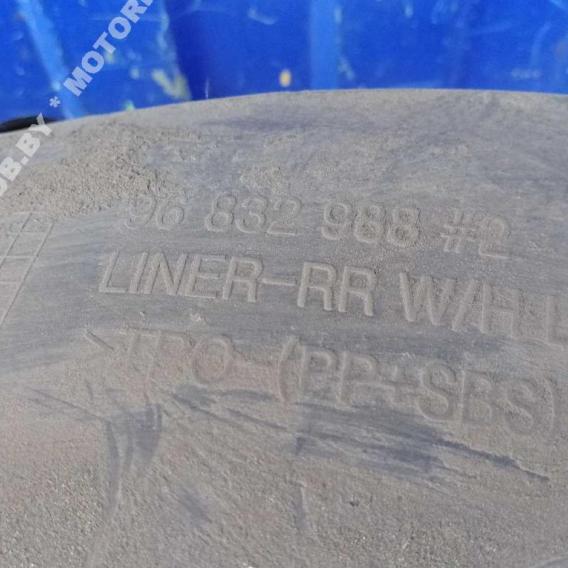 96 832 988 #2
LINER-RR W/H L
>TPO-(PP+SBS)